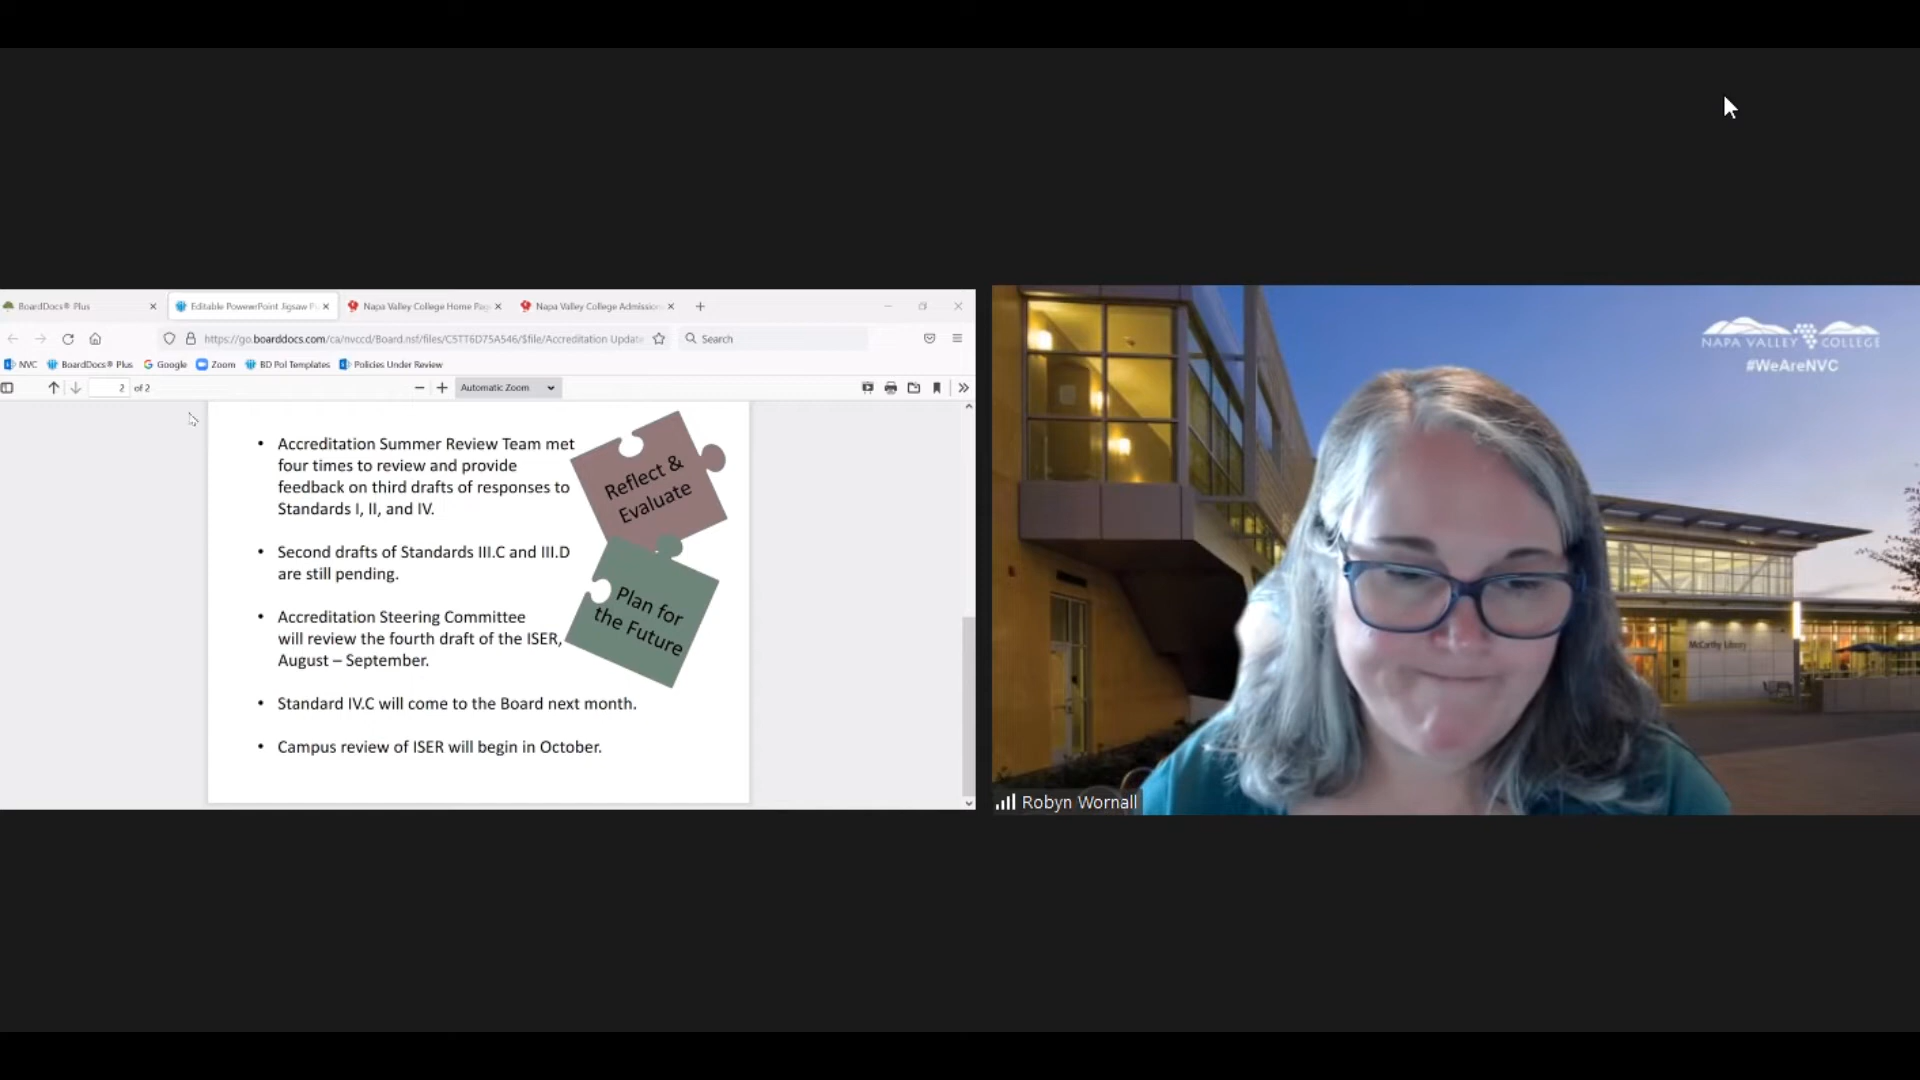 BoardDocs® Plus
Editable PowewrPoint Jigsaw P
Napa Valley College Home Pag
Napa Valley College Admission
https://go.boarddocs.com/ca/nvccd/Board.nsf/files/C5TT6D75A546/$file/Accreditation Update
Search
NVC
BoardDocs® Plus
Google
Zoom
BD Pol Templates
Policies Under Review
2 of 2
Automatic Zoom
• Accreditation Summer Review Team met
four times to review and provide
feedback on third drafts of responses to
Standards I, II, and IV.
• Second drafts of Standards III.C and III.D
are still pending.
• Accreditation Steering Committee
will review the fourth draft of the ISER,
August – September.
• Standard IV.C will come to the Board next month.
• Campus review of ISER will begin in October.
Reflect &
Evaluate
Plan for
the Future
NAPA VALLEY COLLEGE
#WeAreNVC
McCarthy Library
Robyn Wornall